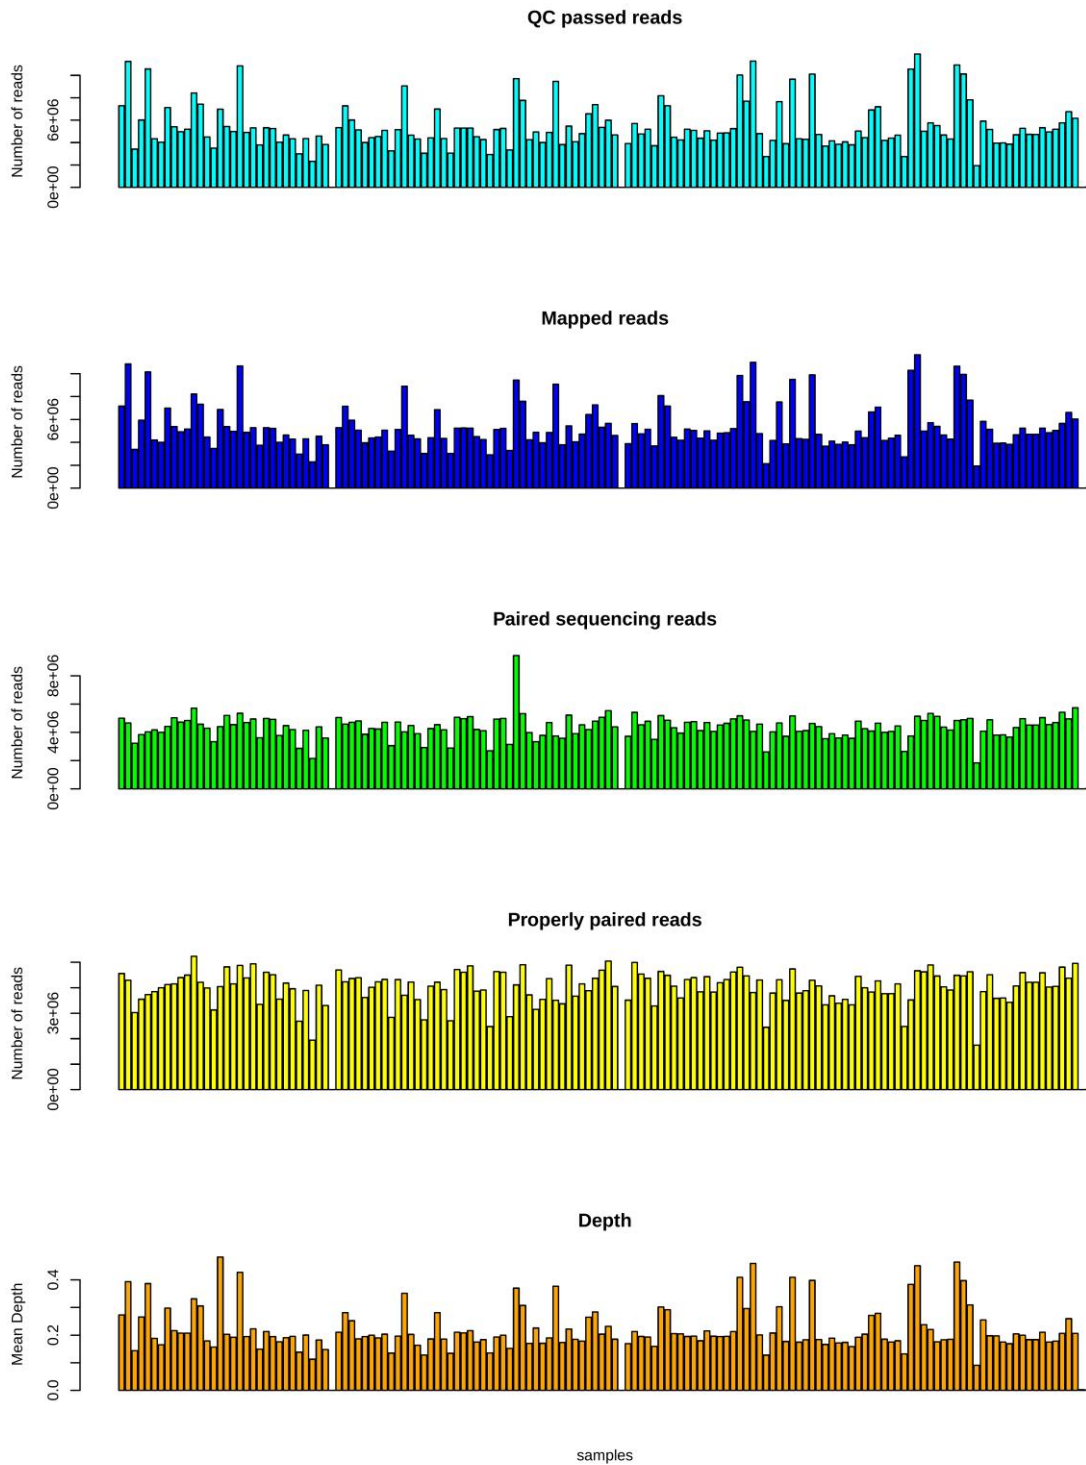 QC passed reads
Number of reads
6e+06
0e+00
Mapped reads
Number of reads
6e+06
0e+00
Paired sequencing reads
Number of reads
8e+06
4e+06
0e+00
Properly paired reads
Number of reads
3e+06
0e+00
Depth
Mean Depth
0.4
0.2
0.0
samples